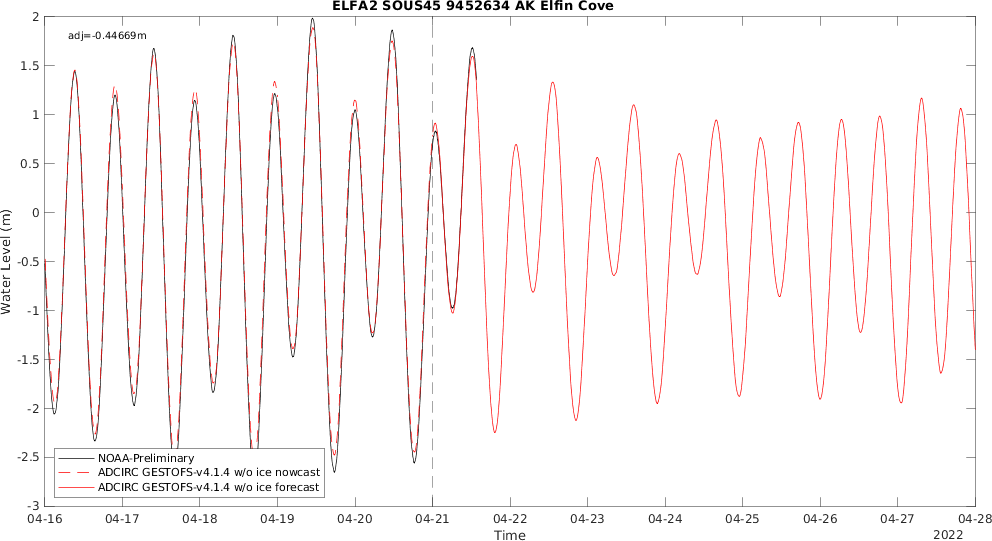 ELFA2 SOUS45 9452634 AK Elfin Cove
adj=-0.44669m
2
1.5
1
0.5
0
-0.5
-1
-1.5
-2
-2.5
-3
Water Level (m)
NOAA-Preliminary
ADCIRC GESTOFS-v4.1.4 w/o ice nowcast
ADCIRC GESTOFS-v4.1.4 w/o ice forecast
04-16 04-17 04-18 04-19 04-20 04-21 04-22 04-23 04-24 04-25 04-26 04-27 04-28
Time
2022